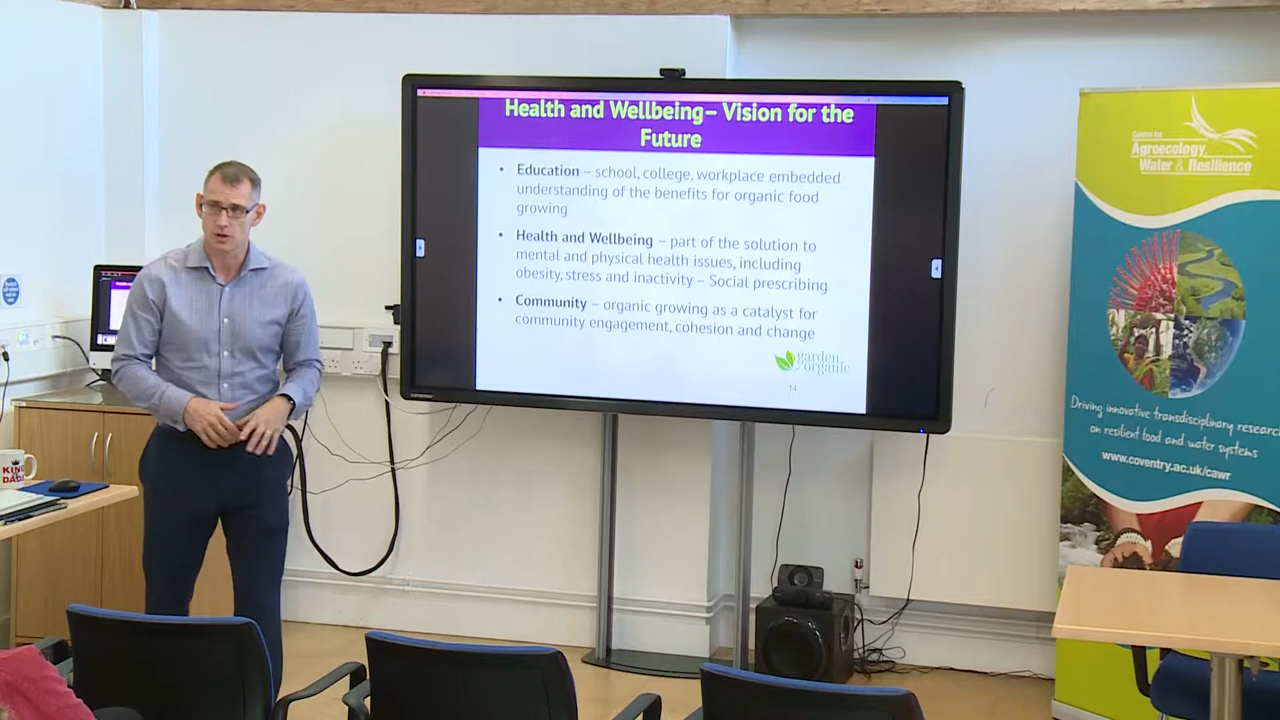 Health and Wellbeing– Vision for the
Future
• Education – school, college, workplace embedded
understanding of the benefits for organic food
growing
• Health and Wellbeing – part of the solution to
mental and physical health issues, including
obesity, stress and inactivity – Social prescribing
• Community – organic growing as a catalyst for
community engagement, cohesion and change
garden
organic
14
Centre for
Agroecology
Water & Resilience
Driving innovative transdisciplinary research
on resilient food and water systems
www.coventry.ac.uk/cawr
KING
DADS